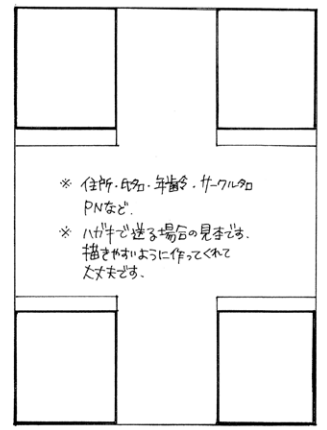 ※ 住所・氏名・年齢・サークル名
PNなど.
※ ハガキで送る場合の見本です.
描きやすいように作ってくれて
大丈夫です.